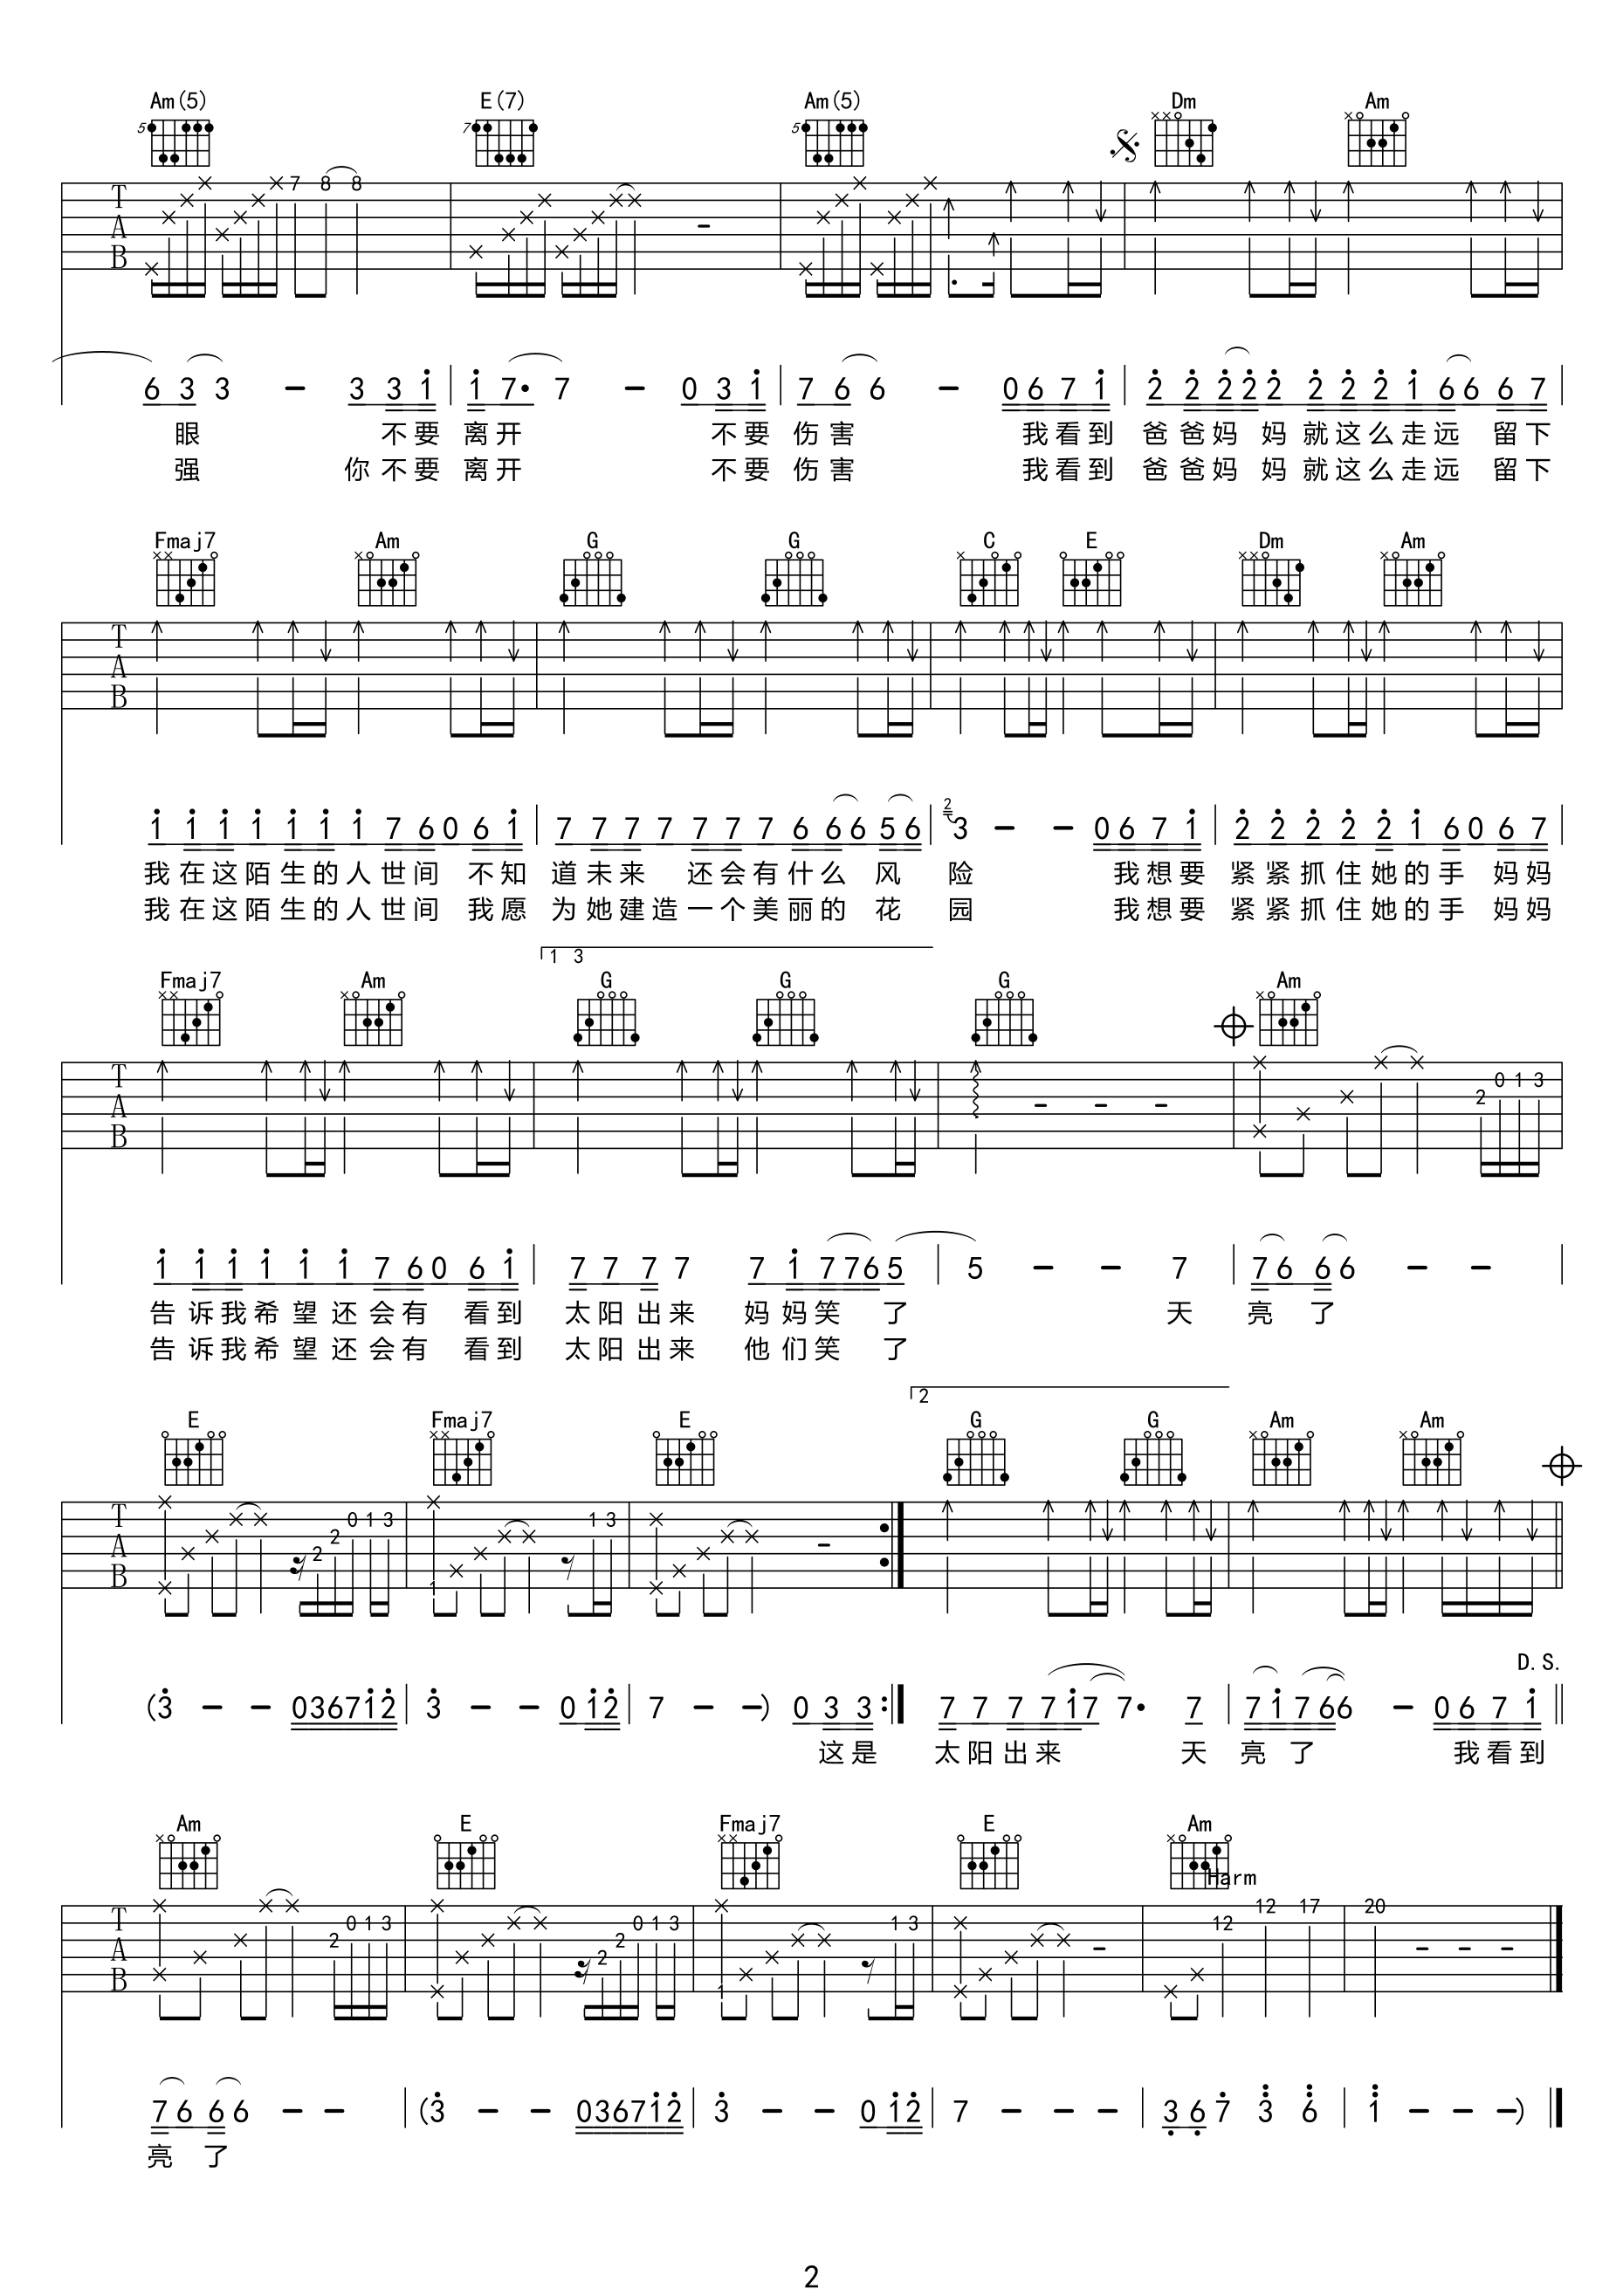 Am(5) E(7) Am(5) Dm Am
5 7 5
T 7 8 8
A
B
6 3 3 - 3 3 1 1 7• 7 - 0 3 1 7 6 6 - 0 6 7 1 2 2 2 2 2 2 2 2 1 6 6 6 7
眼 不要 离开 不要 伤害 我看到 爸爸妈 妈就这么走远 留下
强 你不要 离开 不要 伤害 我看到 爸爸妈 妈就这么走远 留下
Fmaj7 Am G G C E Dm Am
T
A
B
1 1 1 1 1 1 1 7 6 0 6 1 7 7 7 7 7 7 7 6 6 6 5 6 2 3 - - 0 6 7 1 2 2 2 2 2 1 6 0 6 7
我在这陌生的人世间 不知 道未来 还会有什么 风 险 我想要 紧紧抓住她的手 妈妈
我在这陌生的人世间 我愿 为她建造一个美丽的 花 园 我想要 紧紧抓住她的手 妈妈
1 3
Fmaj7 Am G G G Am
T 0 1 3
A 2
B
1 1 1 1 1 1 7 6 0 6 1 7 7 7 7 7 1 7 7 6 5 5 - - 7 7 6 6 6 - -
告诉我希望还会有 看到 太阳出来 妈妈笑 了 天 亮 了
告诉我希望还会有 看到 太阳出来 他们笑 了
2
E Fmaj7 E G G Am Am
T 0 1 3 1 3
A 2 2
B 1
D.S.
(3 - - 0 3 6 7 1 2 3 - - 0 1 2 7 - -) 0 3 3 7 7 7 7 1 7 7• 7 7 1 7 6 6 - 0 6 7 1
这是 太阳出来 天 亮 了 我看到
Am E Fmaj7 E Am
Harm
T 0 1 3 0 1 3 1 3 12 12 17 20
A 2 2 2
B 1
7 6 6 6 - - (3 - - 0 3 6 7 1 2 3 - - 0 1 2 7 - - - 3 6 7 3 6 1 - - -)
亮 了
2